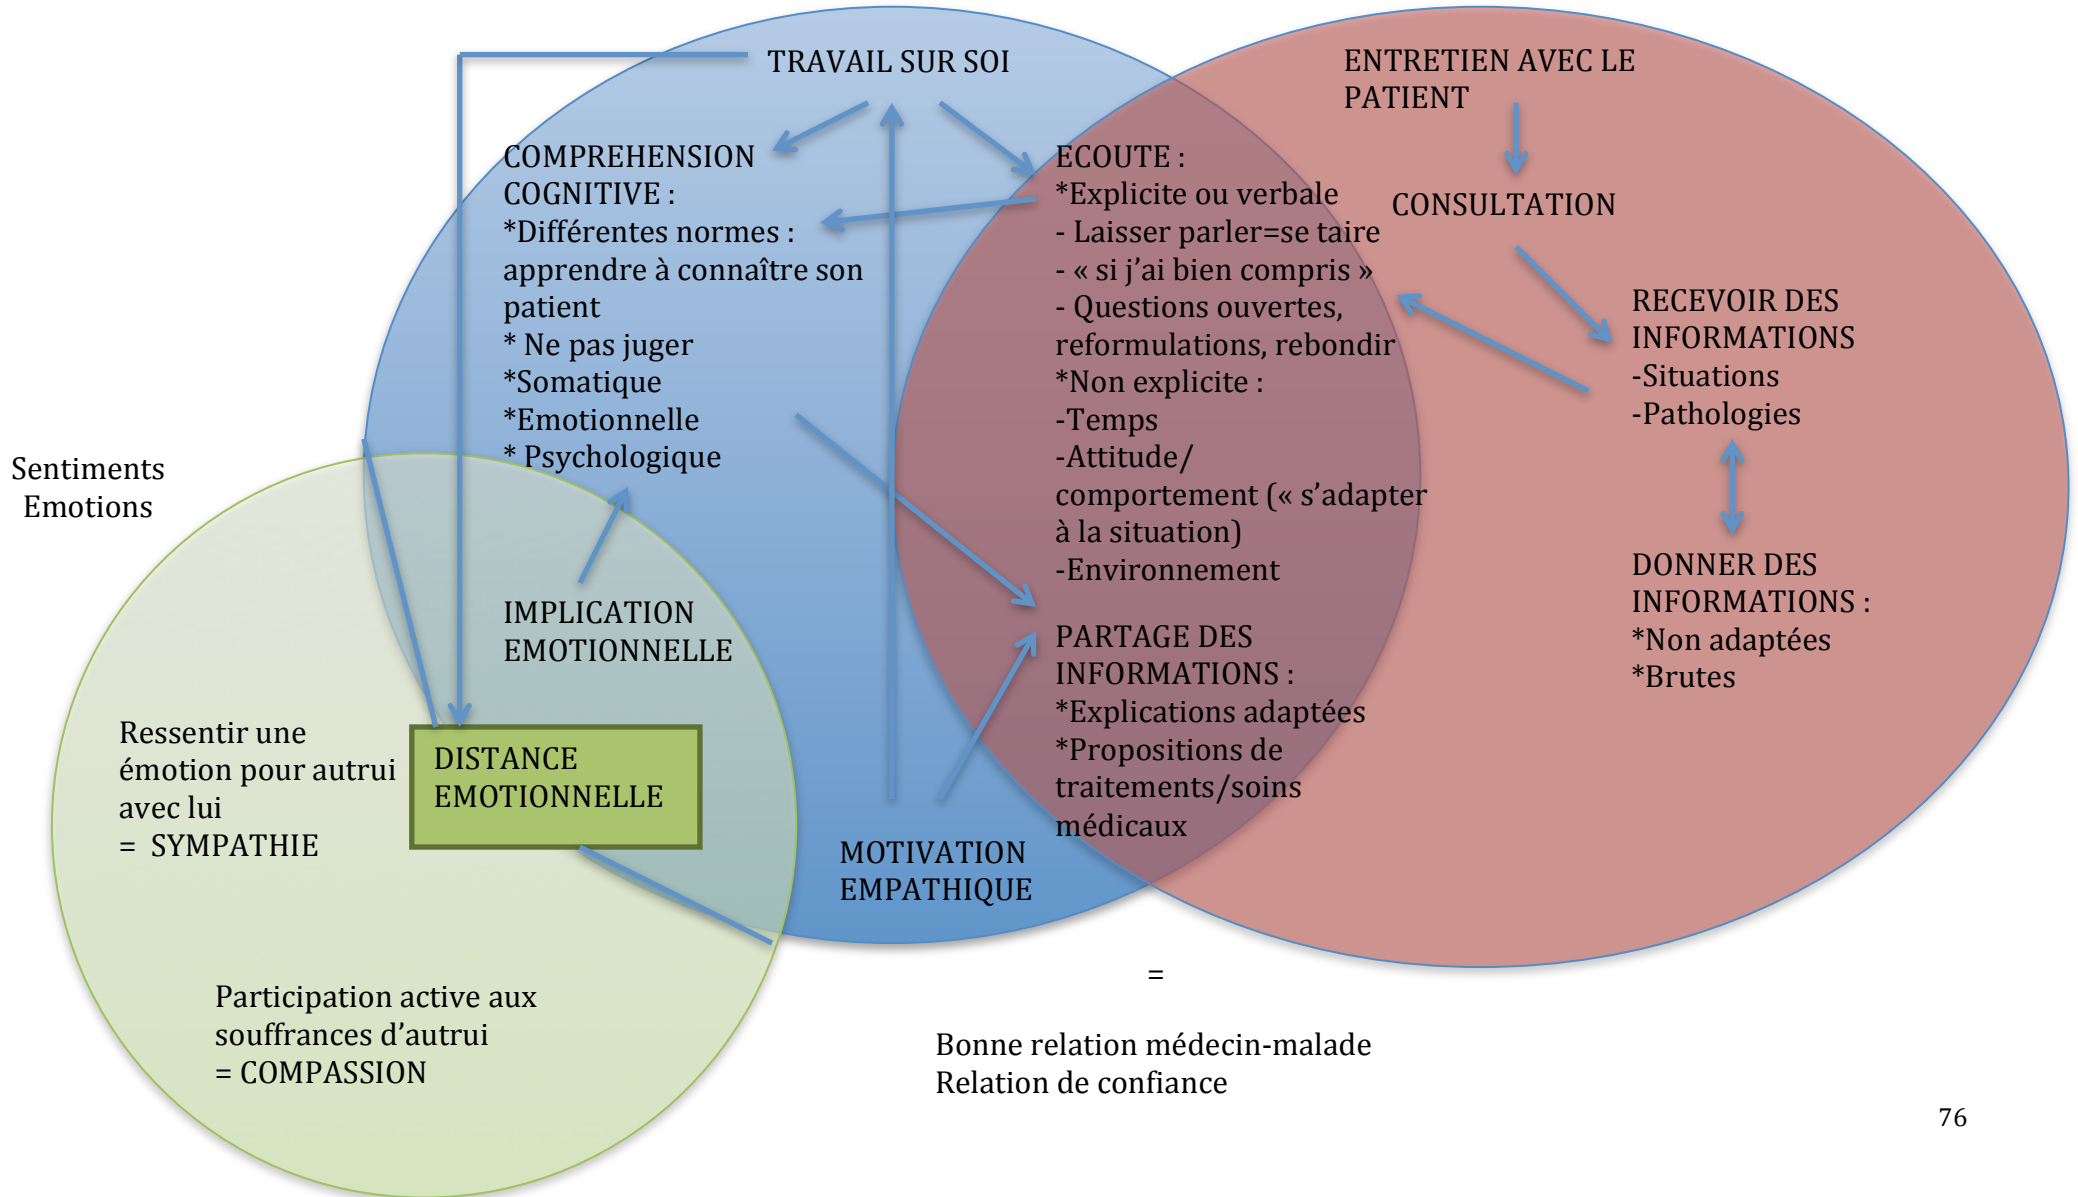 TRAVAIL SUR SOI
ENTRETIEN AVEC LE
PATIENT
COMPREHENSION
COGNITIVE :
*Différentes normes :
apprendre à connaître son
patient
* Ne pas juger
*Somatique
*Emotionnelle
* Psychologique
ECOUTE :
*Explicite ou verbale
- Laisser parler=se taire
- « si j’ai bien compris »
- Questions ouvertes,
reformulations, rebondir
*Non explicite :
-Temps
-Attitude/
comportement (« s’adapter
à la situation)
-Environnement
CONSULTATION
RECEVOIR DES
INFORMATIONS
-Situations
-Pathologies
Sentiments
Emotions
IMPLICATION
EMOTIONNELLE
PARTAGE DES
INFORMATIONS :
*Explications adaptées
*Propositions de
traitements/soins
médicaux
DONNER DES
INFORMATIONS :
*Non adaptées
*Brutes
Ressentir une
émotion pour autrui
avec lui
= SYMPATHIE
DISTANCE
EMOTIONNELLE
MOTIVATION
EMPATHIQUE
Participation active aux
souffrances d’autrui
= COMPASSION
=
Bonne relation médecin-malade
Relation de confiance
76